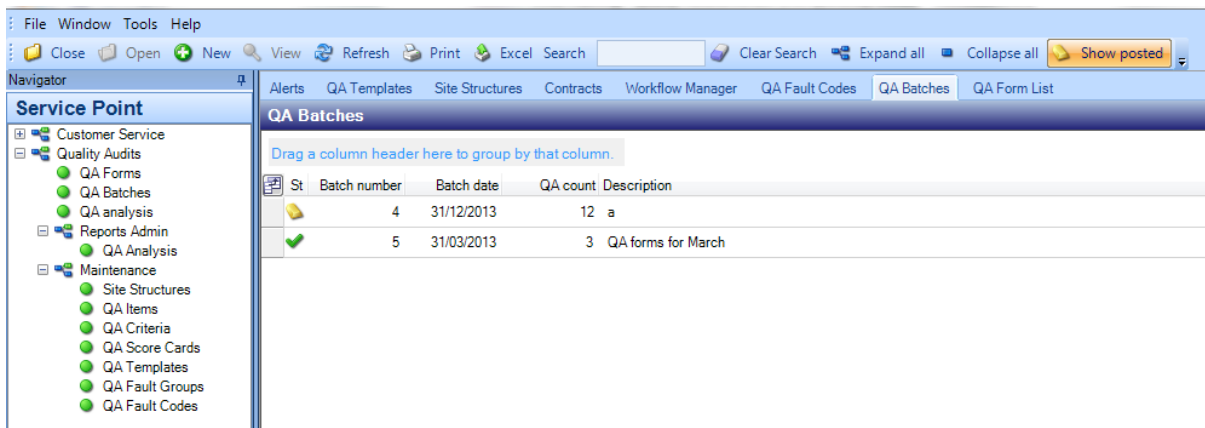 File Window Tools Help
Close Open New View Refresh Print Excel Search Clear Search Expand all Collapse all Show posted
Navigator
Service Point
Customer Service
Quality Audits
QA Forms
QA Batches
QA analysis
Reports Admin
QA Analysis
Maintenance
Site Structures
QA Items
QA Criteria
QA Score Cards
QA Templates
QA Fault Groups
QA Fault Codes
Alerts QA Templates Site Structures Contracts Workflow Manager QA Fault Codes QA Batches QA Form List
QA Batches
Drag a column header here to group by that column.
St Batch number Batch date QA count Description
4 31/12/2013 12 a
5 31/03/2013 3 QA forms for March